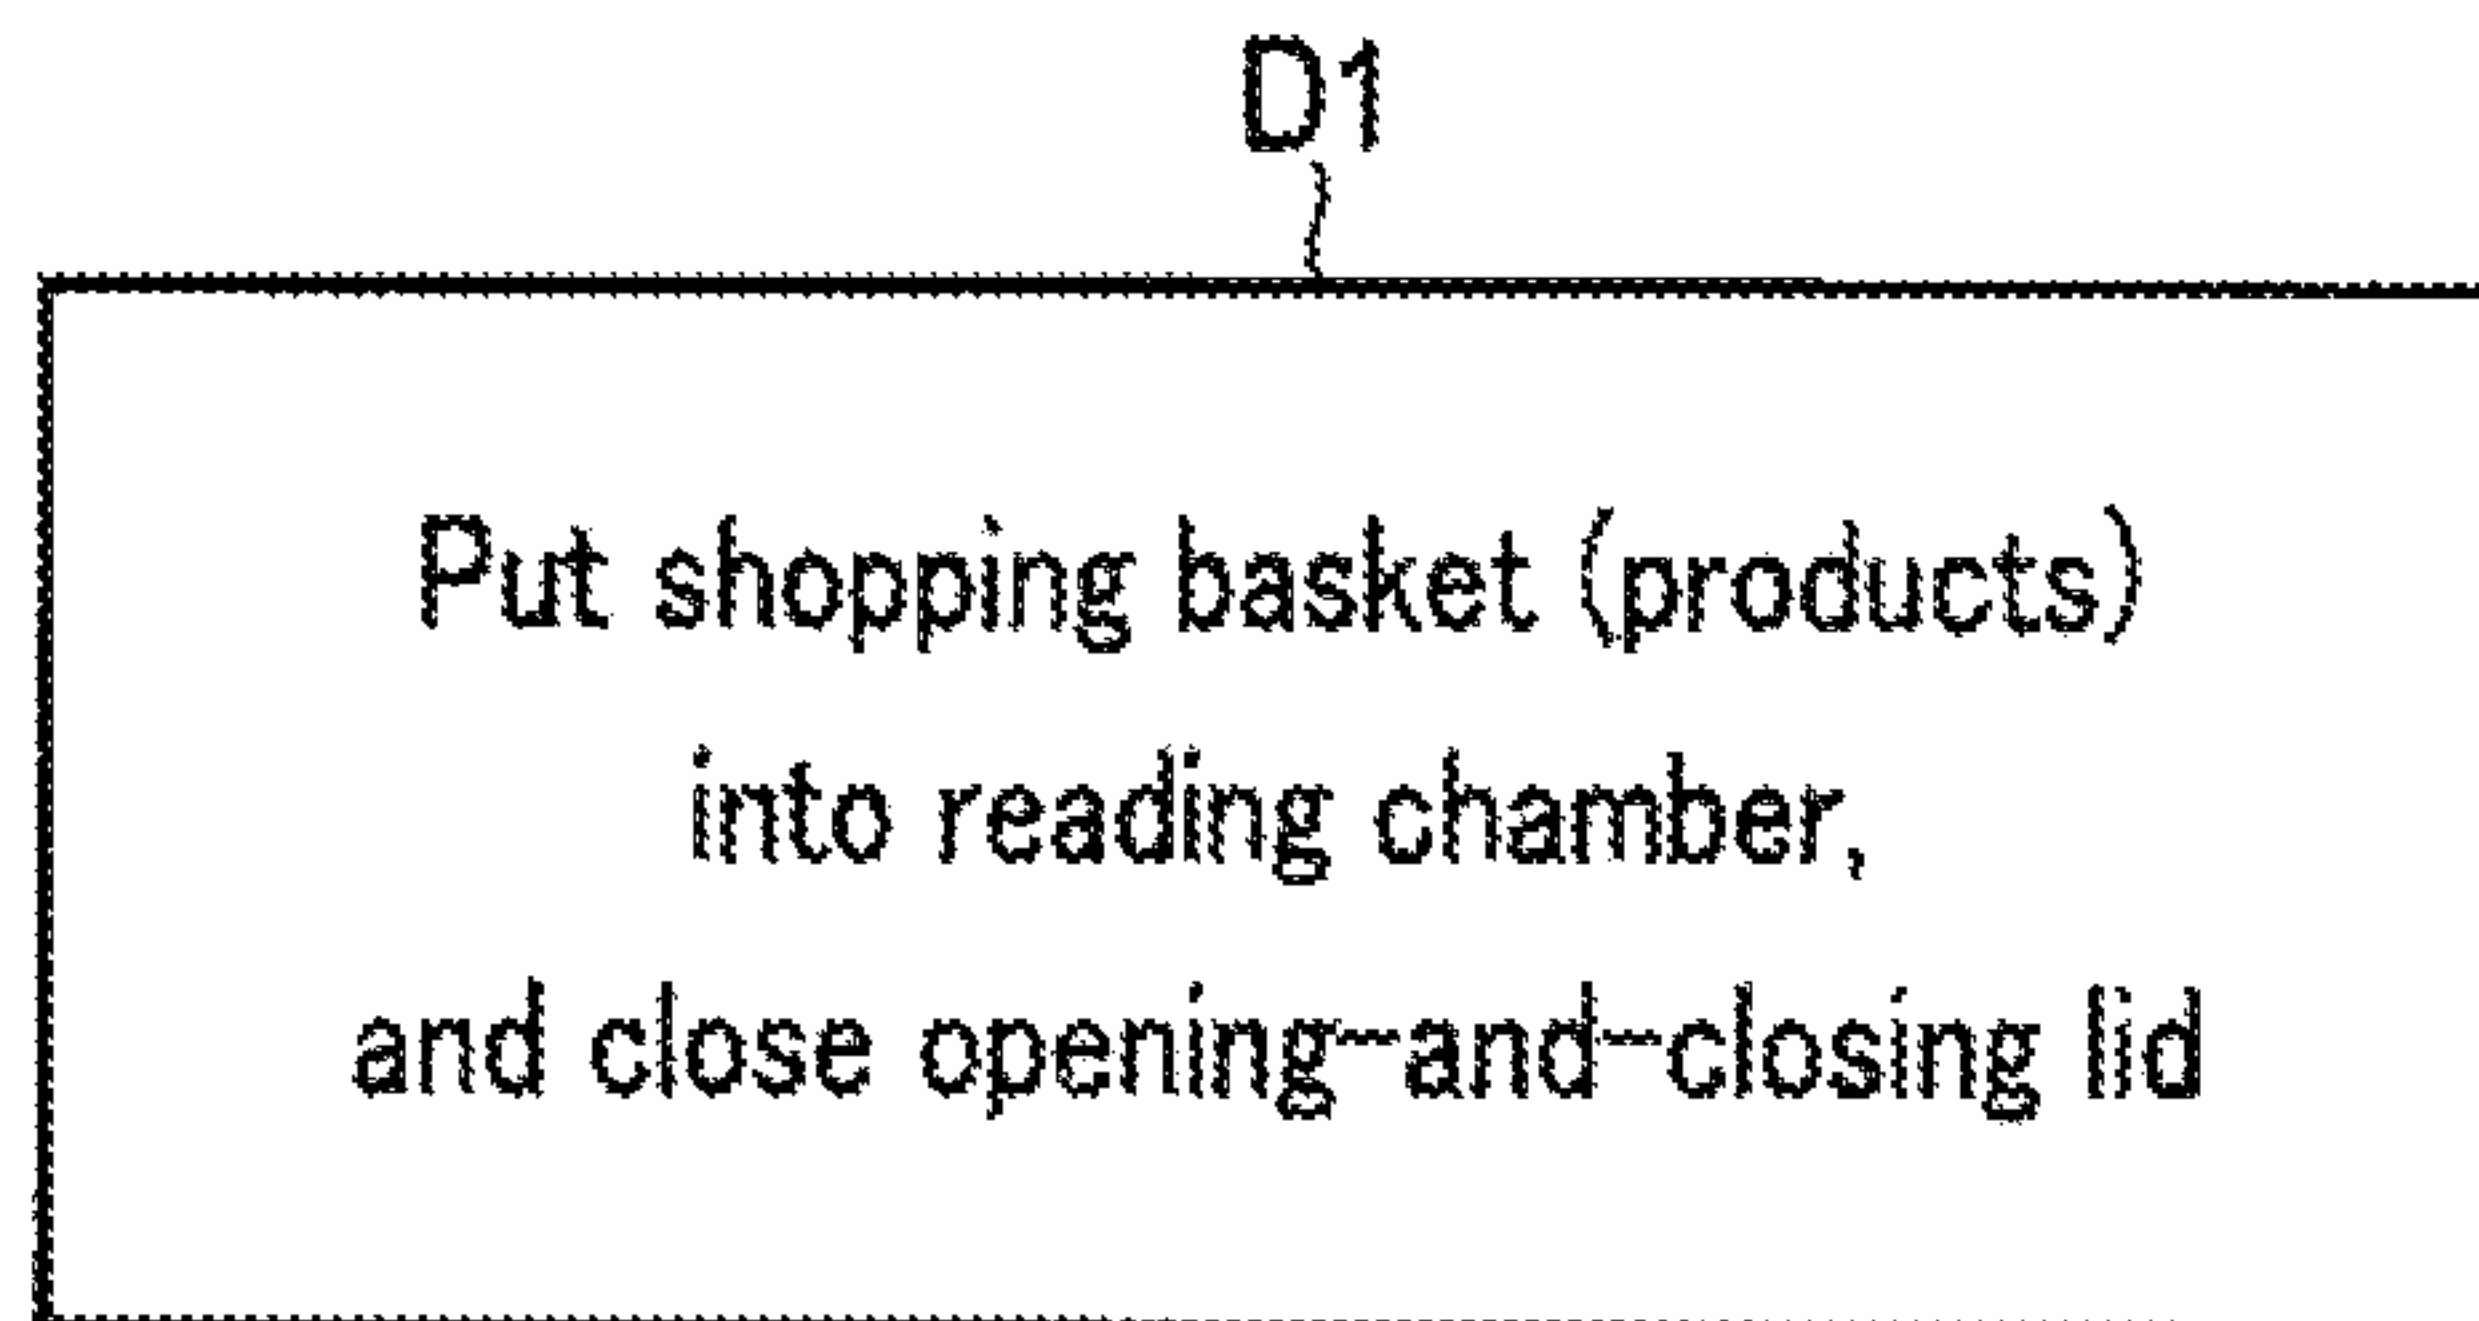 D1
Put shopping basket (products)
into reading chamber,
and close opening-and-closing lid